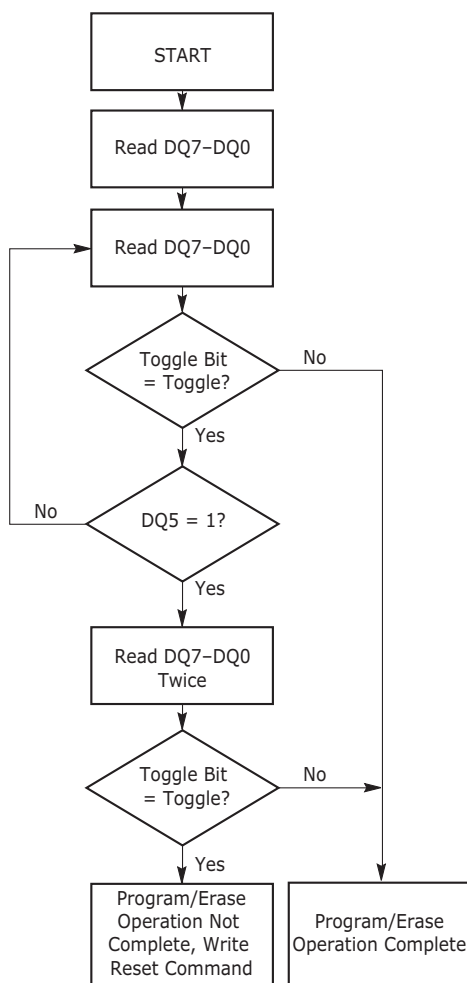 START
Read DQ7–DQ0
Read DQ7–DQ0
Toggle Bit
= Toggle?
No
Yes
No
DQ5 = 1?
Yes
Read DQ7–DQ0
Twice
Toggle Bit
= Toggle?
No
Yes
Program/Erase
Operation Not
Complete, Write
Reset Command
Program/Erase
Operation Complete